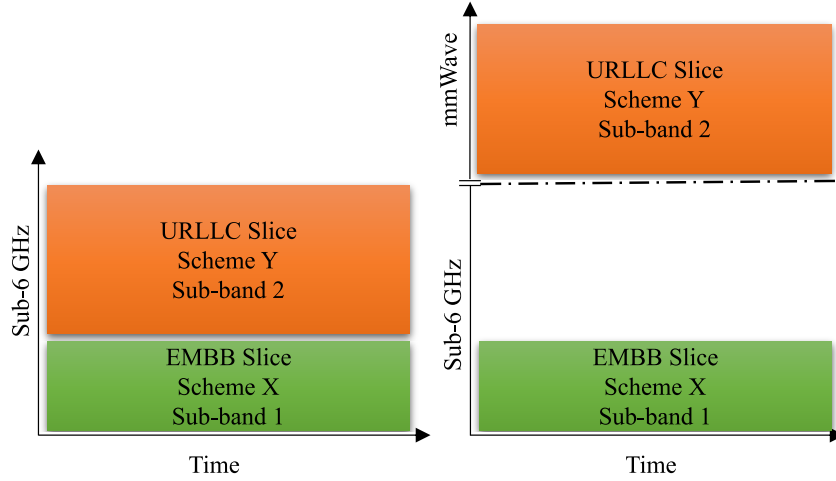 Sub-6 GHz
URLLC Slice
Scheme Y
Sub-band 2
EMBB Slice
Scheme X
Sub-band 1
Time
mmWave
Sub-6 GHz
URLLC Slice
Scheme Y
Sub-band 2
EMBB Slice
Scheme X
Sub-band 1
Time